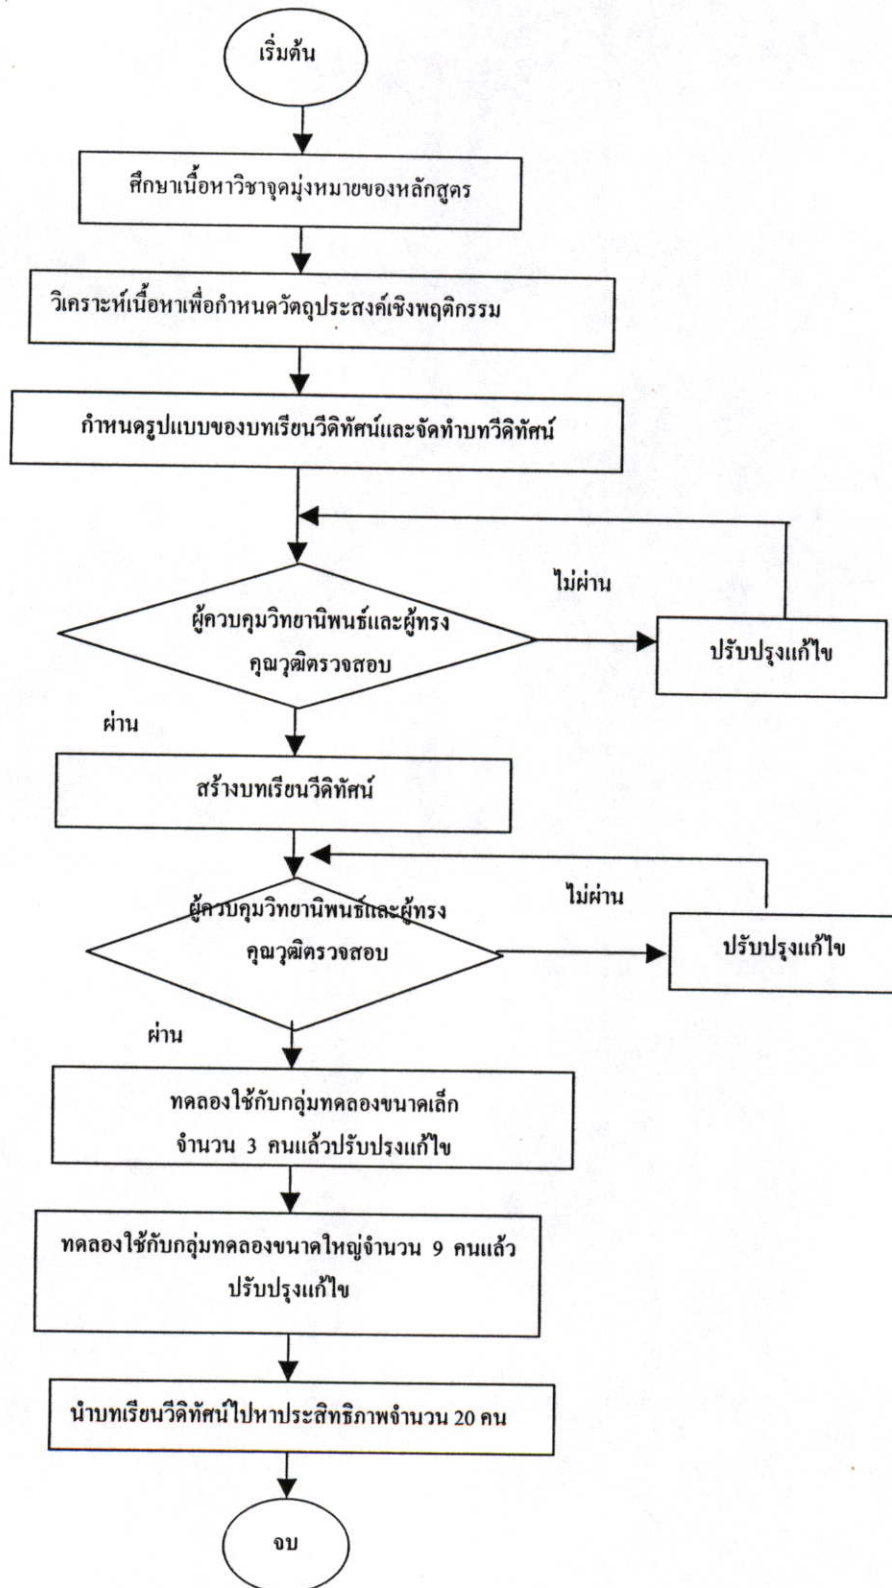 เริ่มต้น
ศึกษาเนื้อหาวิชาจุดมุ่งหมายของหลักสูตร
วิเคราะห์เนื้อหาเพื่อกำหนดวัตถุประสงค์เชิงพฤติกรรม
กำหนดรูปแบบของบทเรียนวีดิทัศน์และจัดทำบทวีดิทัศน์
ไม่ผ่าน
ผู้ควบคุมวิทยานิพนธ์และผู้ทรง
คุณวุฒิตรวจสอบ
ปรับปรุงแก้ไข
ผ่าน
สร้างบทเรียนวีดิทัศน์
ไม่ผ่าน
ผู้ควบคุมวิทยานิพนธ์และผู้ทรง
คุณวุฒิตรวจสอบ
ปรับปรุงแก้ไข
ผ่าน
ทดลองใช้กับกลุ่มทดลองขนาดเล็ก
จำนวน 3 คนแล้วปรับปรุงแก้ไข
ทดลองใช้กับกลุ่มทดลองขนาดใหญ่จำนวน 9 คนแล้ว
ปรับปรุงแก้ไข
นำบทเรียนวีดิทัศน์ไปหาประสิทธิภาพจำนวน 20 คน
จบ